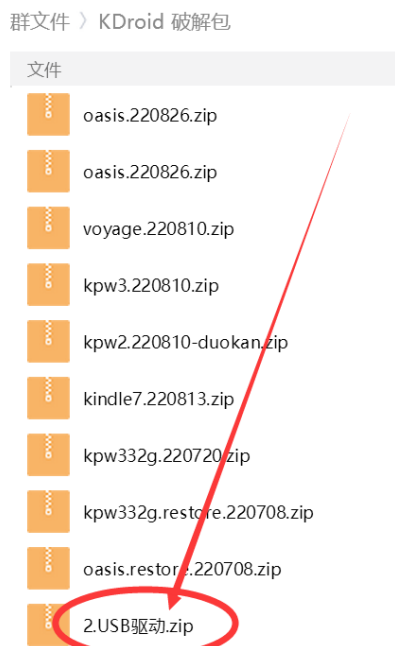 群文件 〉KDroid 破解包
文件
oasis.220826.zip
oasis.220826.zip
voyage.220810.zip
kpw3.220810.zip
kpw2.220810-duokan.zip
kindle7.220813.zip
kpw332g.220720.zip
kpw332g.restore.220708.zip
oasis.restore.220708.zip
2.USB驱动.zip